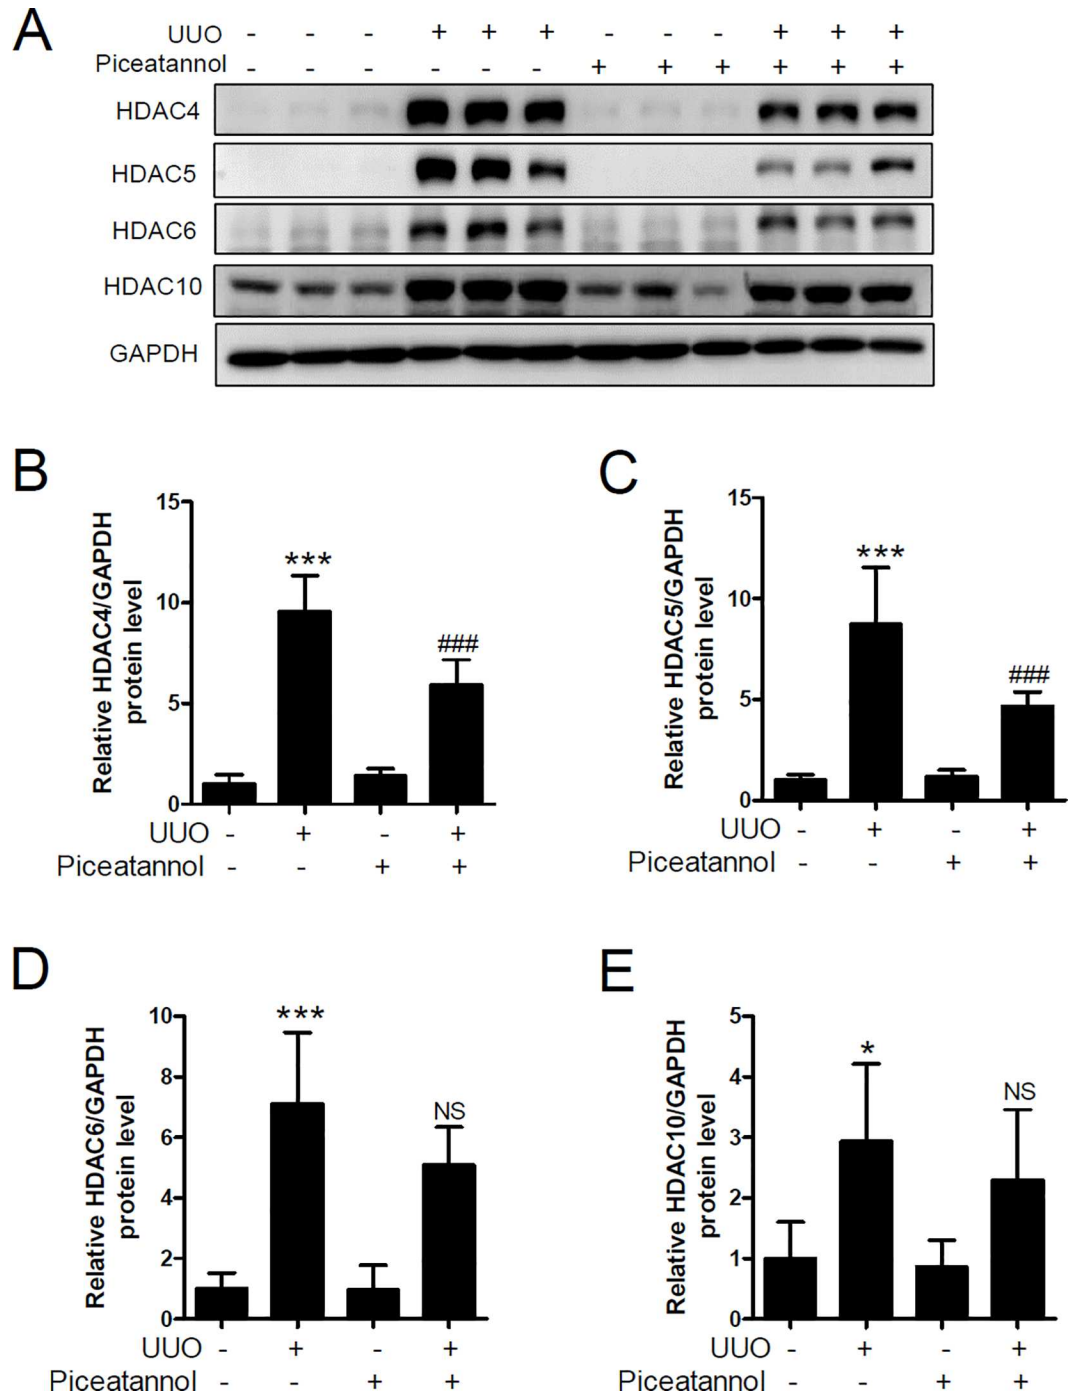 A
UUO - - - + + + - - - + + +
Piceatannol - - - - - - + + + + + +
HDAC4
HDAC5
HDAC6
HDAC10
GAPDH
B
Relative HDAC4/GAPDH
protein level
15
10
5
0
***
###
UUO - + - +
Piceatannol - - + +
C
Relative HDAC5/GAPDH
protein level
15
10
5
0
***
###
UUO - + - +
Piceatannol - - + +
D
Relative HDAC6/GAPDH
protein level
10
8
6
4
2
0
***
NS
UUO - + - +
Piceatannol - - + +
E
Relative HDAC10/GAPDH
protein level
5
4
3
2
1
0
*
NS
UUO - + - +
Piceatannol - - + +